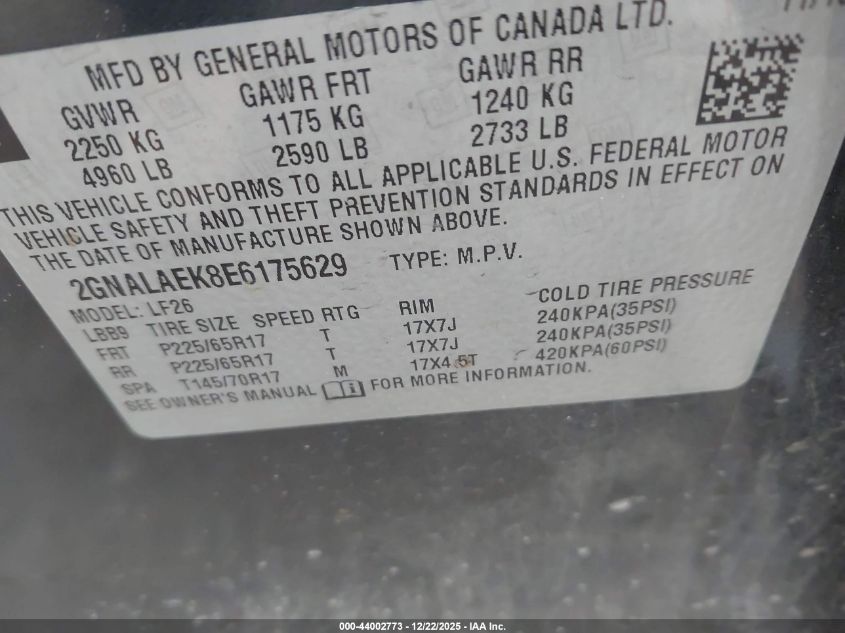 MFD BY GENERAL MOTORS OF CANADA LTD.
GVWR GAWR FRT GAWR RR
2250 KG 1175 KG 1240 KG
4960 LB 2590 LB 2733 LB
THIS VEHICLE CONFORMS TO ALL APPLICABLE U.S. FEDERAL MOTOR
VEHICLE SAFETY AND THEFT PREVENTION STANDARDS IN EFFECT ON
THE DATE OF MANUFACTURE SHOWN ABOVE.
2GNALAEK8E6175629 TYPE: M.P.V.
MODEL: LF26
LBB9 TIRE SIZE SPEED RTG RIM COLD TIRE PRESSURE
FRT P225/65R17 T 17X7J 240KPA(35PSI)
RR P225/65R17 T 17X7J 240KPA(35PSI)
SPA T145/70R17 M 17X4.5T 420KPA(60PSI)
SEE OWNER'S MANUAL FOR MORE INFORMATION.
000-44002773 - 12/22/2025 - IAA Inc.